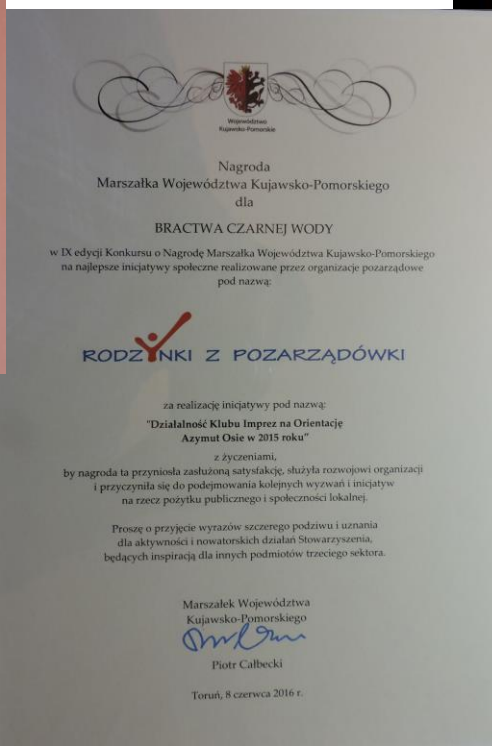 Województwo
Kujawsko-Pomorskie
Nagroda
Marszałka Województwa Kujawsko-Pomorskiego
dla
BRACTWA CZARNEJ WODY
w IX edycji Konkursu o Nagrodę Marszałka Województwa Kujawsko-Pomorskiego
na najlepsze inicjatywy społeczne realizowane przez organizacje pozarządowe
pod nazwą:
RODZYNKI Z POZARZĄDÓWKI
za realizację inicjatywy pod nazwą:
"Działalność Klubu Imprez na Orientację
Azymut Osie w 2015 roku"
z życzeniami,
by nagroda ta przyniosła zasłużoną satysfakcję, służyła rozwojowi organizacji
i przyczyniła się do podejmowania kolejnych wyzwań i inicjatyw
na rzecz pożytku publicznego i społeczności lokalnej.
Proszę o przyjęcie wyrazów szczerego podziwu i uznania
dla aktywności i nowatorskich działań Stowarzyszenia,
będących inspiracją dla innych podmiotów trzeciego sektora.
Marszałek Województwa
Kujawsko-Pomorskiego
Piotr Całbecki
Toruń, 8 czerwca 2016 r.